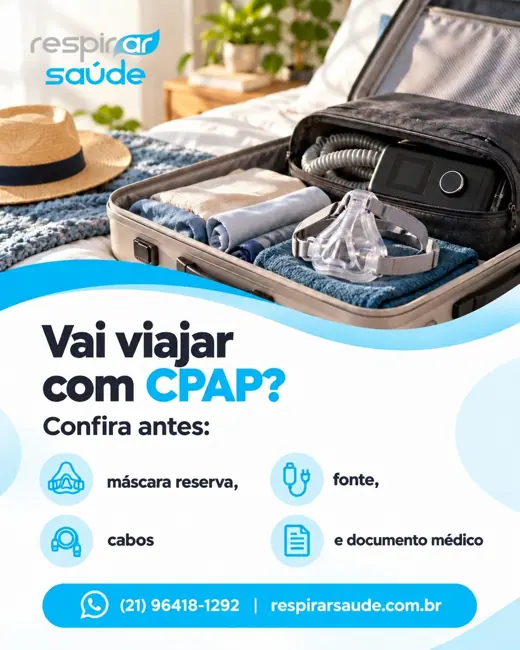 respirar
saúde
Vai viajar
com CPAP?
Confira antes:
máscara reserva,
fonte,
cabos
e documento médico
(21) 96418-1292 | respirarsaude.com.br